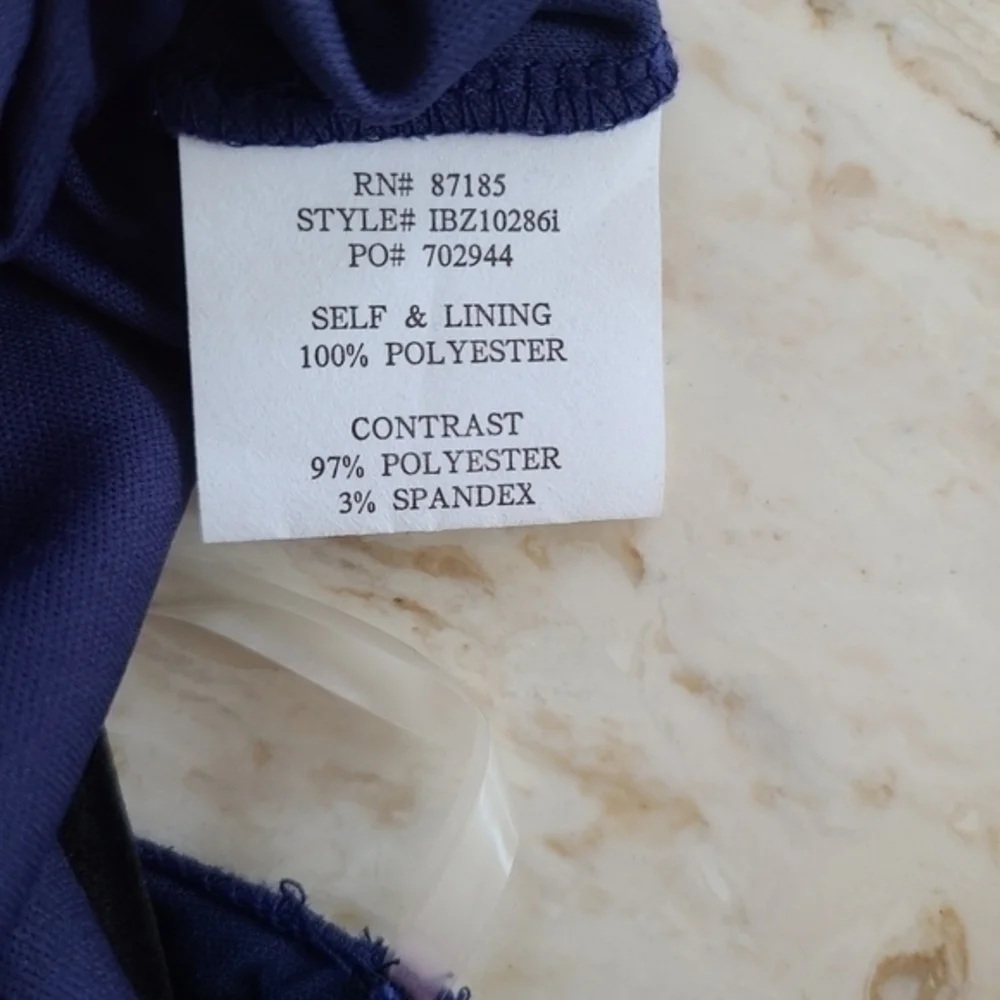 RN# 87185
STYLE# IBZ10286i
PO# 702944
SELF & LINING
100% POLYESTER
CONTRAST
97% POLYESTER
3% SPANDEX